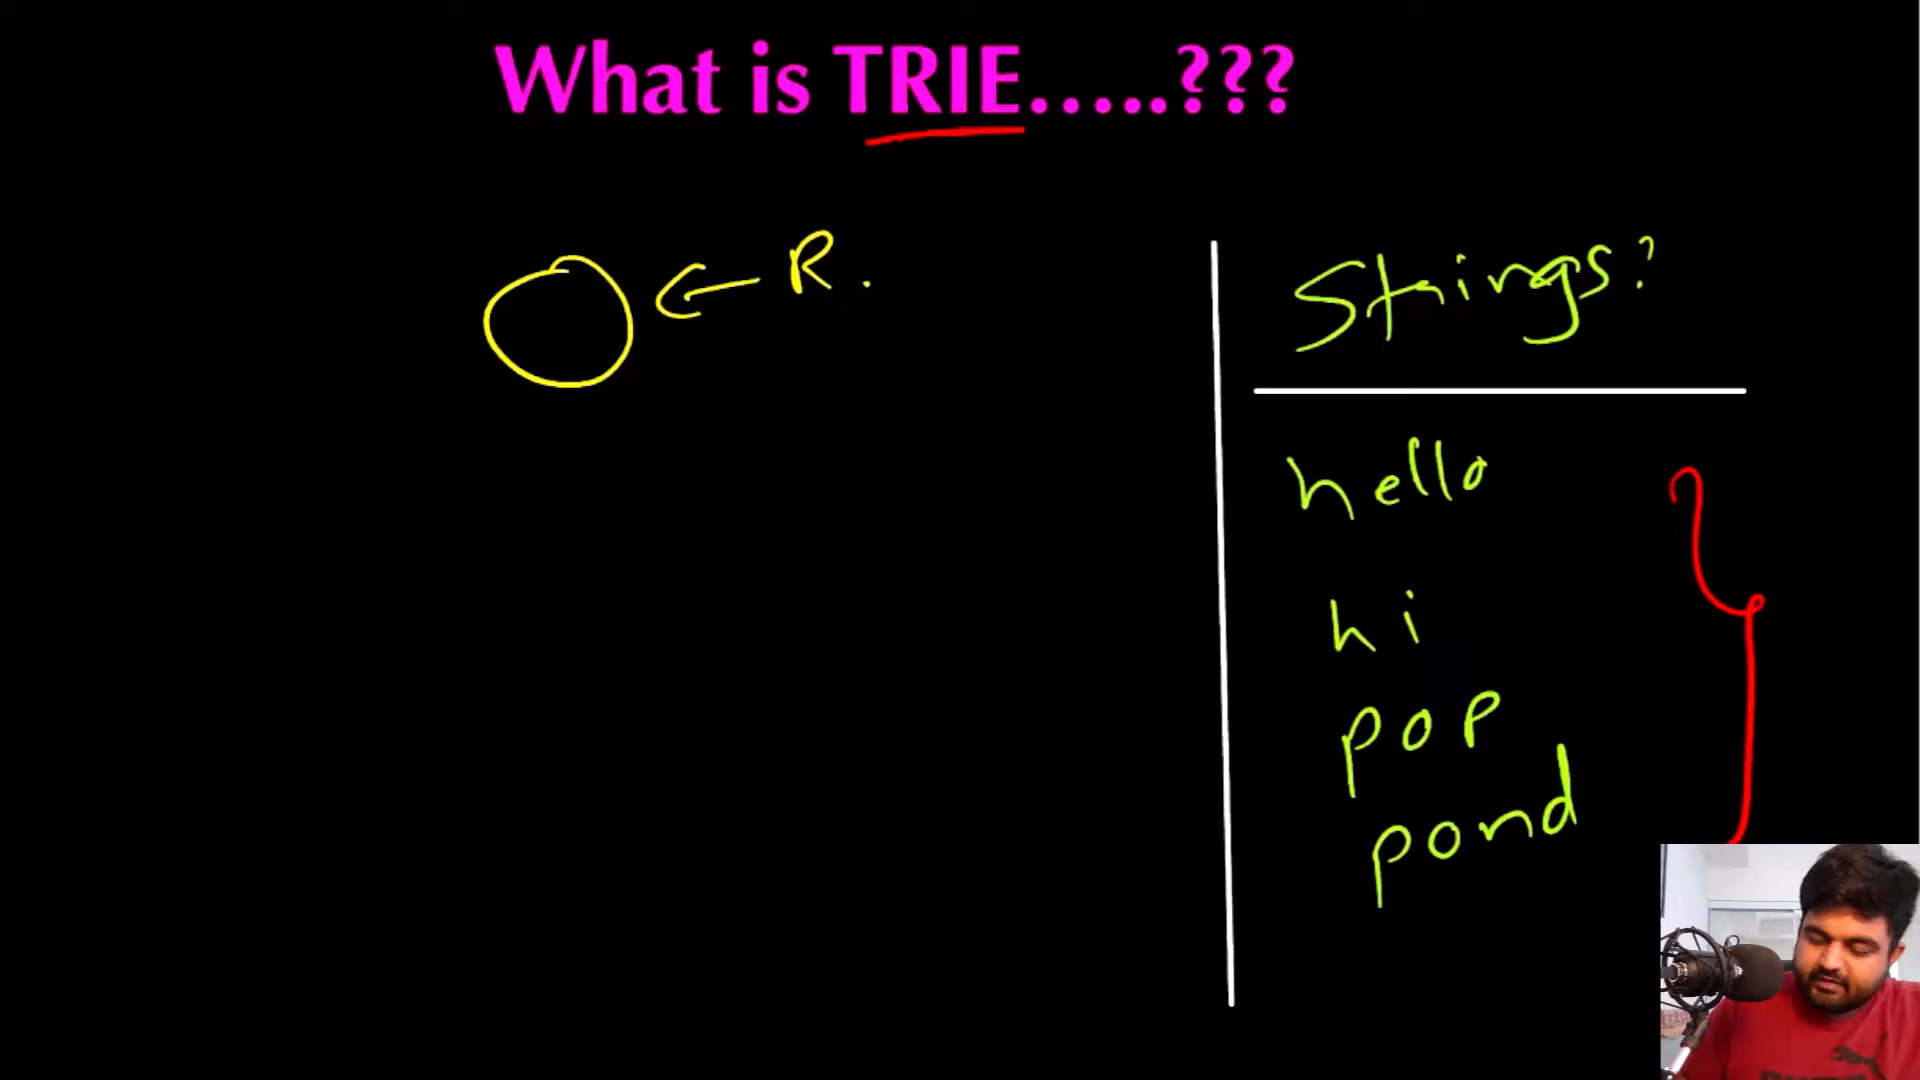 What is TRIE.....???
R.
Strings?
hello
hi
pop
pond